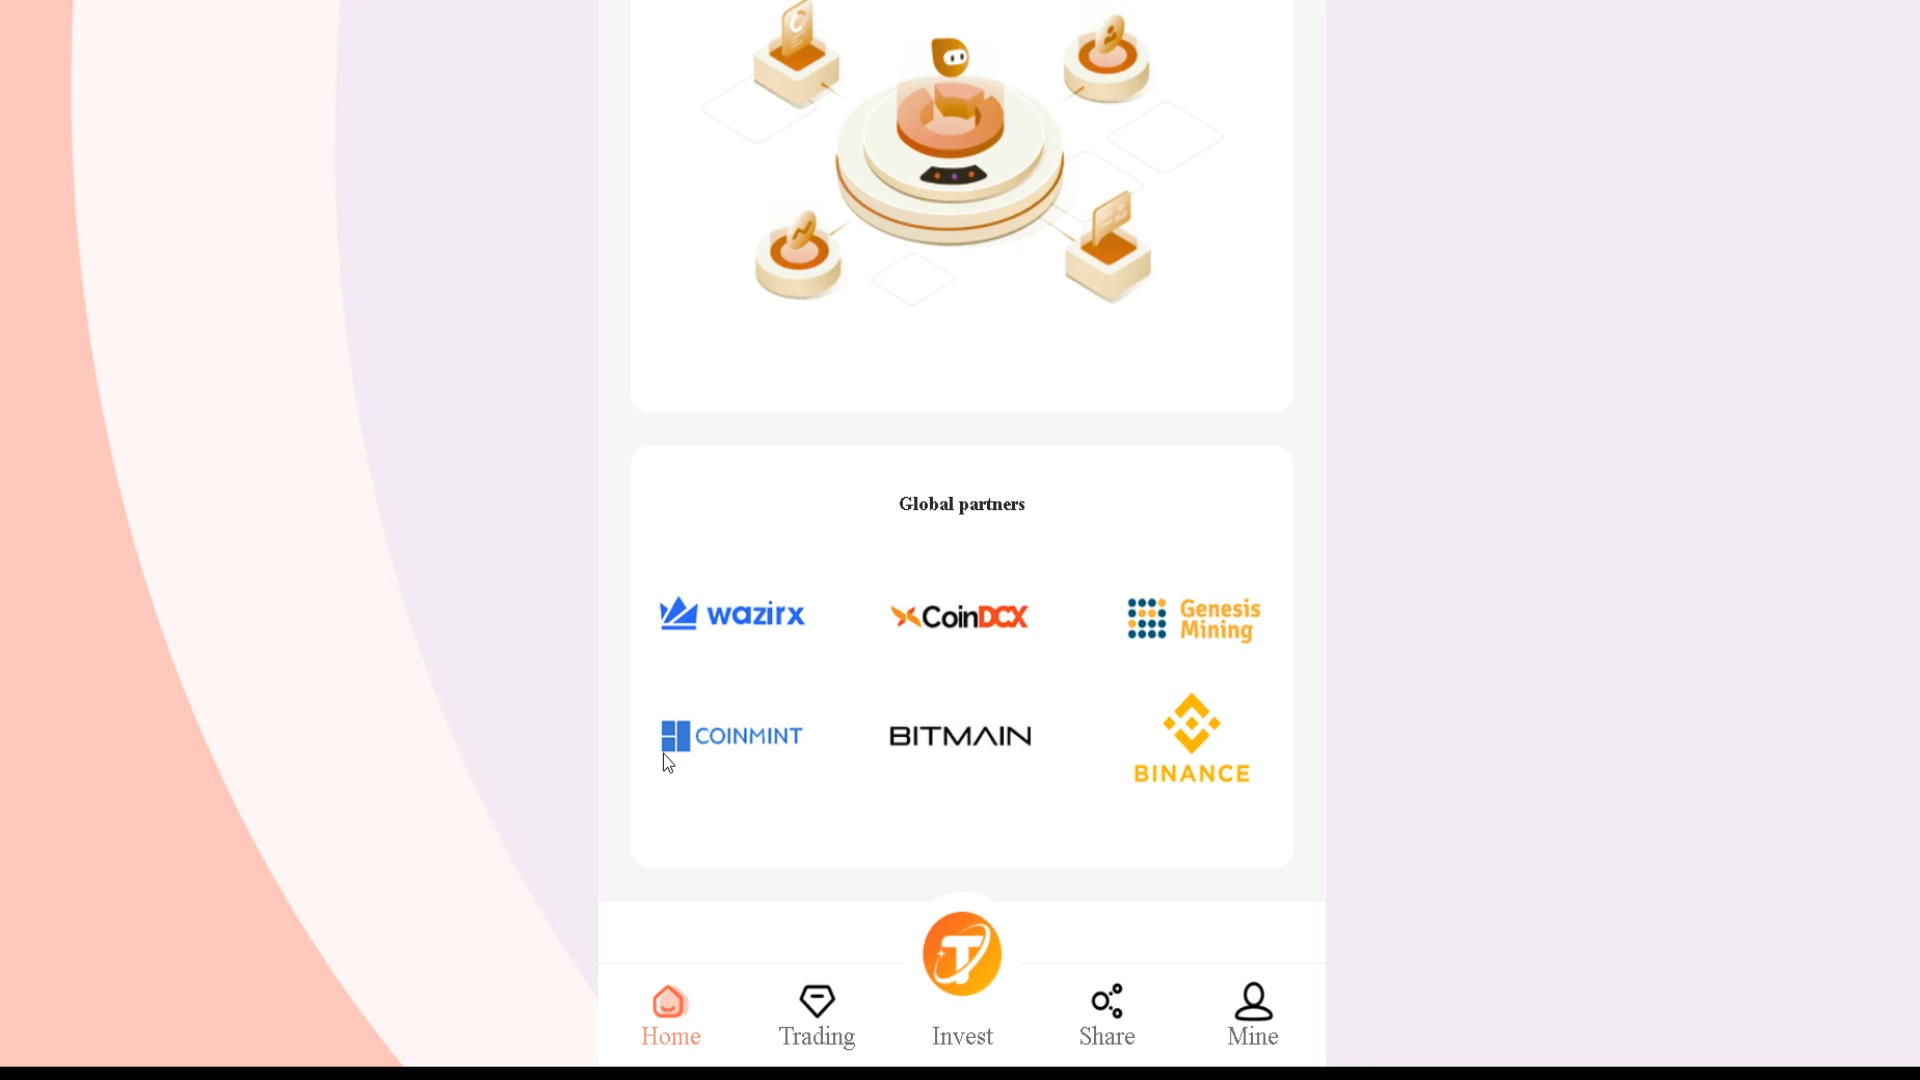 Global partners
wazirx
CoinDCX
Genesis
Mining
COINMINT
BITMAIN
BINANCE
Home
Trading
Invest
Share
Mine